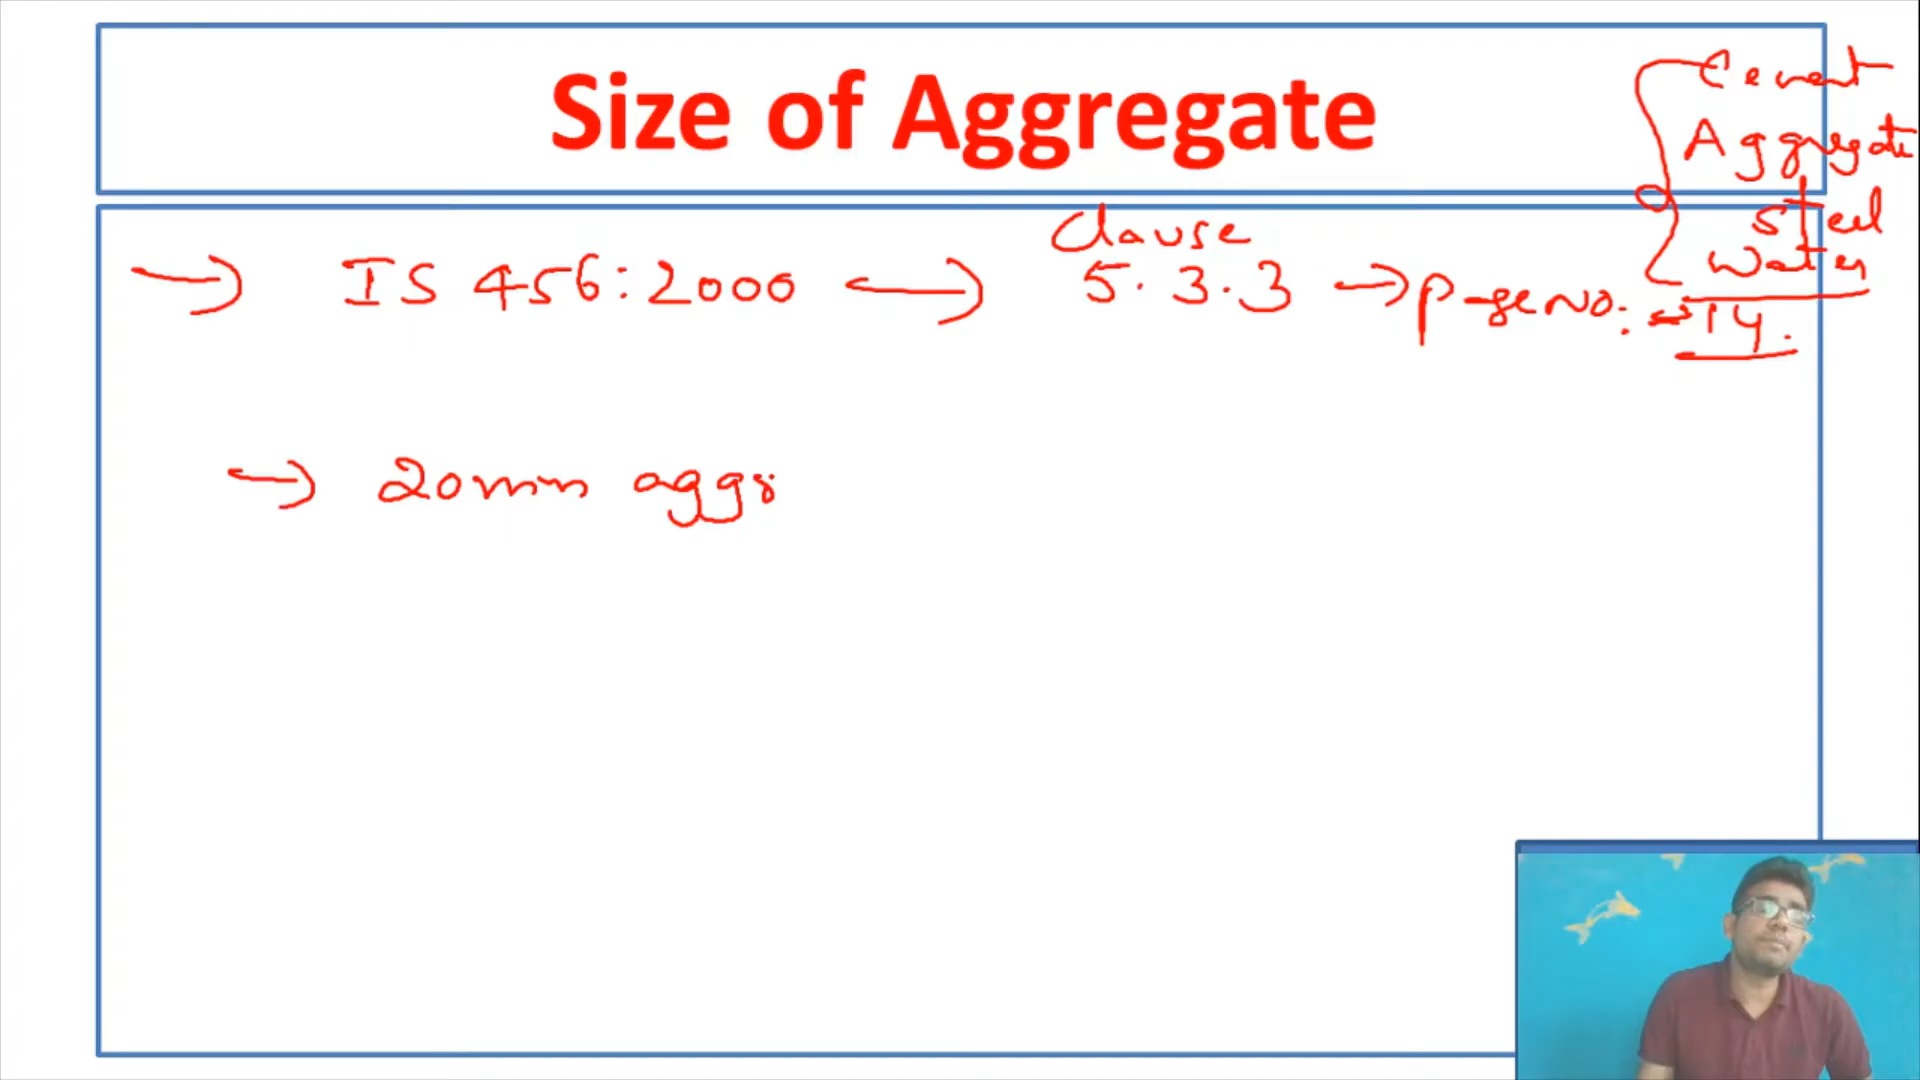 Size of Aggregate
Cement
Aggregate
Steel
Water
Clause
→ IS 456:2000 → 5.3.3 → Page No: → 14.
→ 20mm aggr